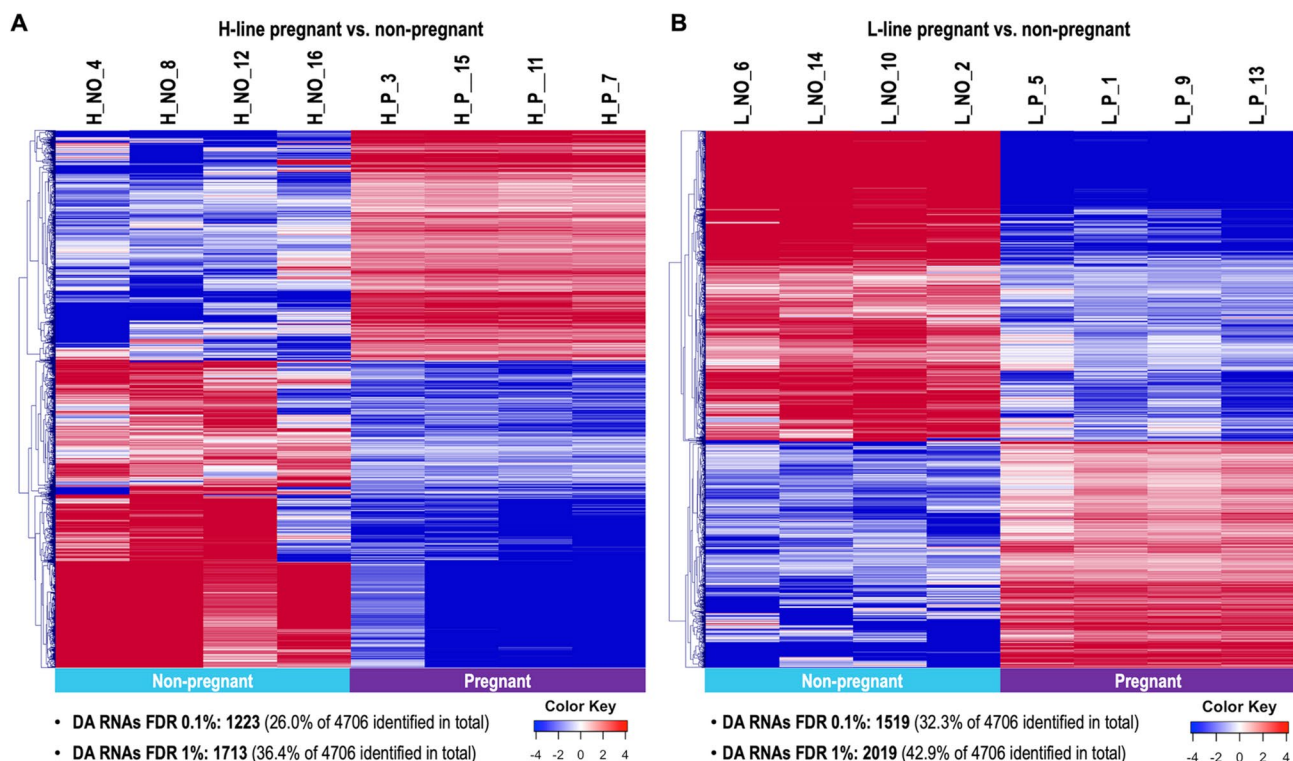 A
H-line pregnant vs. non-pregnant
H_NO_4
H_NO_8
H_NO_12
H_NO_16
H_P_3
H_P__15
H_P__11
H_P_7
Non-pregnant
Pregnant
• DA RNAs FDR 0.1%: 1223 (26.0% of 4706 identified in total)
• DA RNAs FDR 1%: 1713 (36.4% of 4706 identified in total)
Color Key
-4 -2 0 2 4
B
L-line pregnant vs. non-pregnant
L_NO_6
L_NO_14
L_NO_10
L_NO_2
L_P_5
L_P_1
L_P_9
L_P_13
Non-pregnant
Pregnant
• DA RNAs FDR 0.1%: 1519 (32.3% of 4706 identified in total)
• DA RNAs FDR 1%: 2019 (42.9% of 4706 identified in total)
Color Key
-4 -2 0 2 4